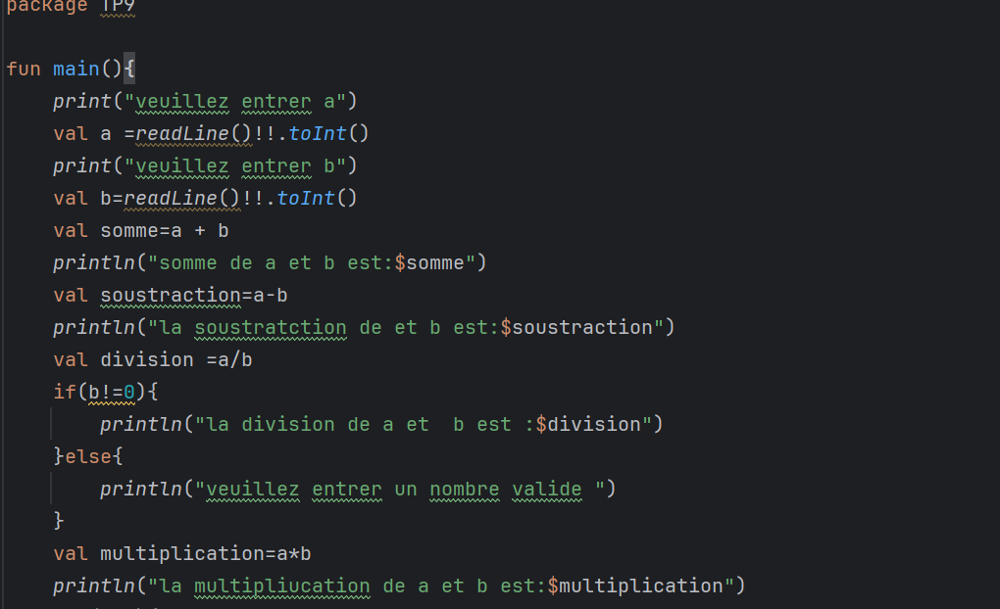 package TP9
fun main(){
print("veuillez entrer a")
val a =readLine()!!.toInt()
print("veuillez entrer b")
val b=readLine()!!.toInt()
val somme=a + b
println("somme de a et b est:$somme")
val soustraction=a-b
println("la soustratction de et b est:$soustraction")
val division =a/b
if(b!=0){
println("la division de a et  b est :$division")
}else{
println("veuillez entrer un nombre valide ")
}
val multiplication=a*b
println("la multipliucation de a et b est:$multiplication")